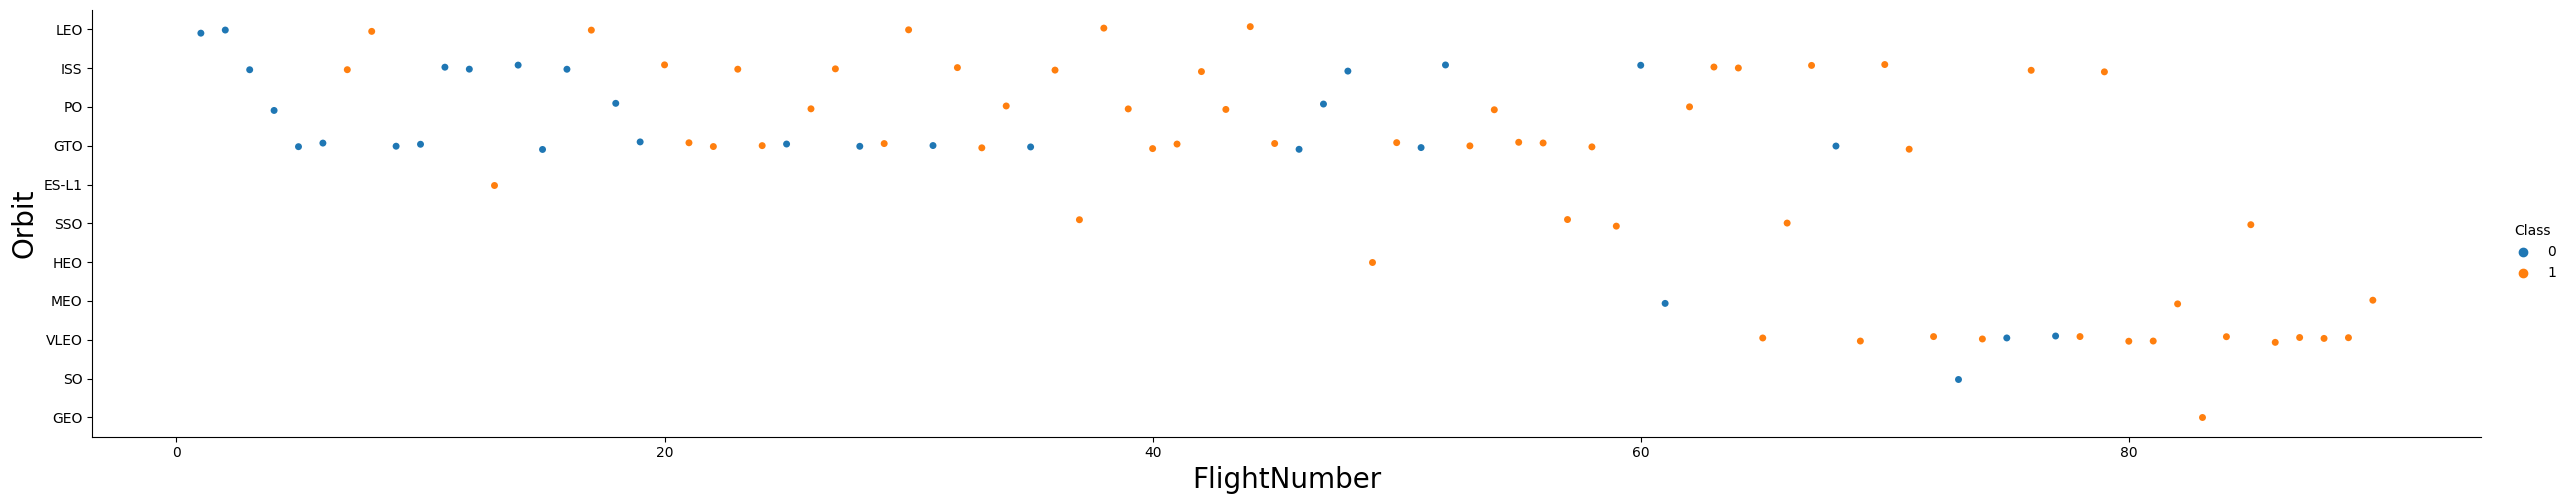 Orbit
LEO
ISS
PO
GTO
ES-L1
SSO
HEO
MEO
VLEO
SO
GEO
0 20 40 60 80
FlightNumber
Class
0
1